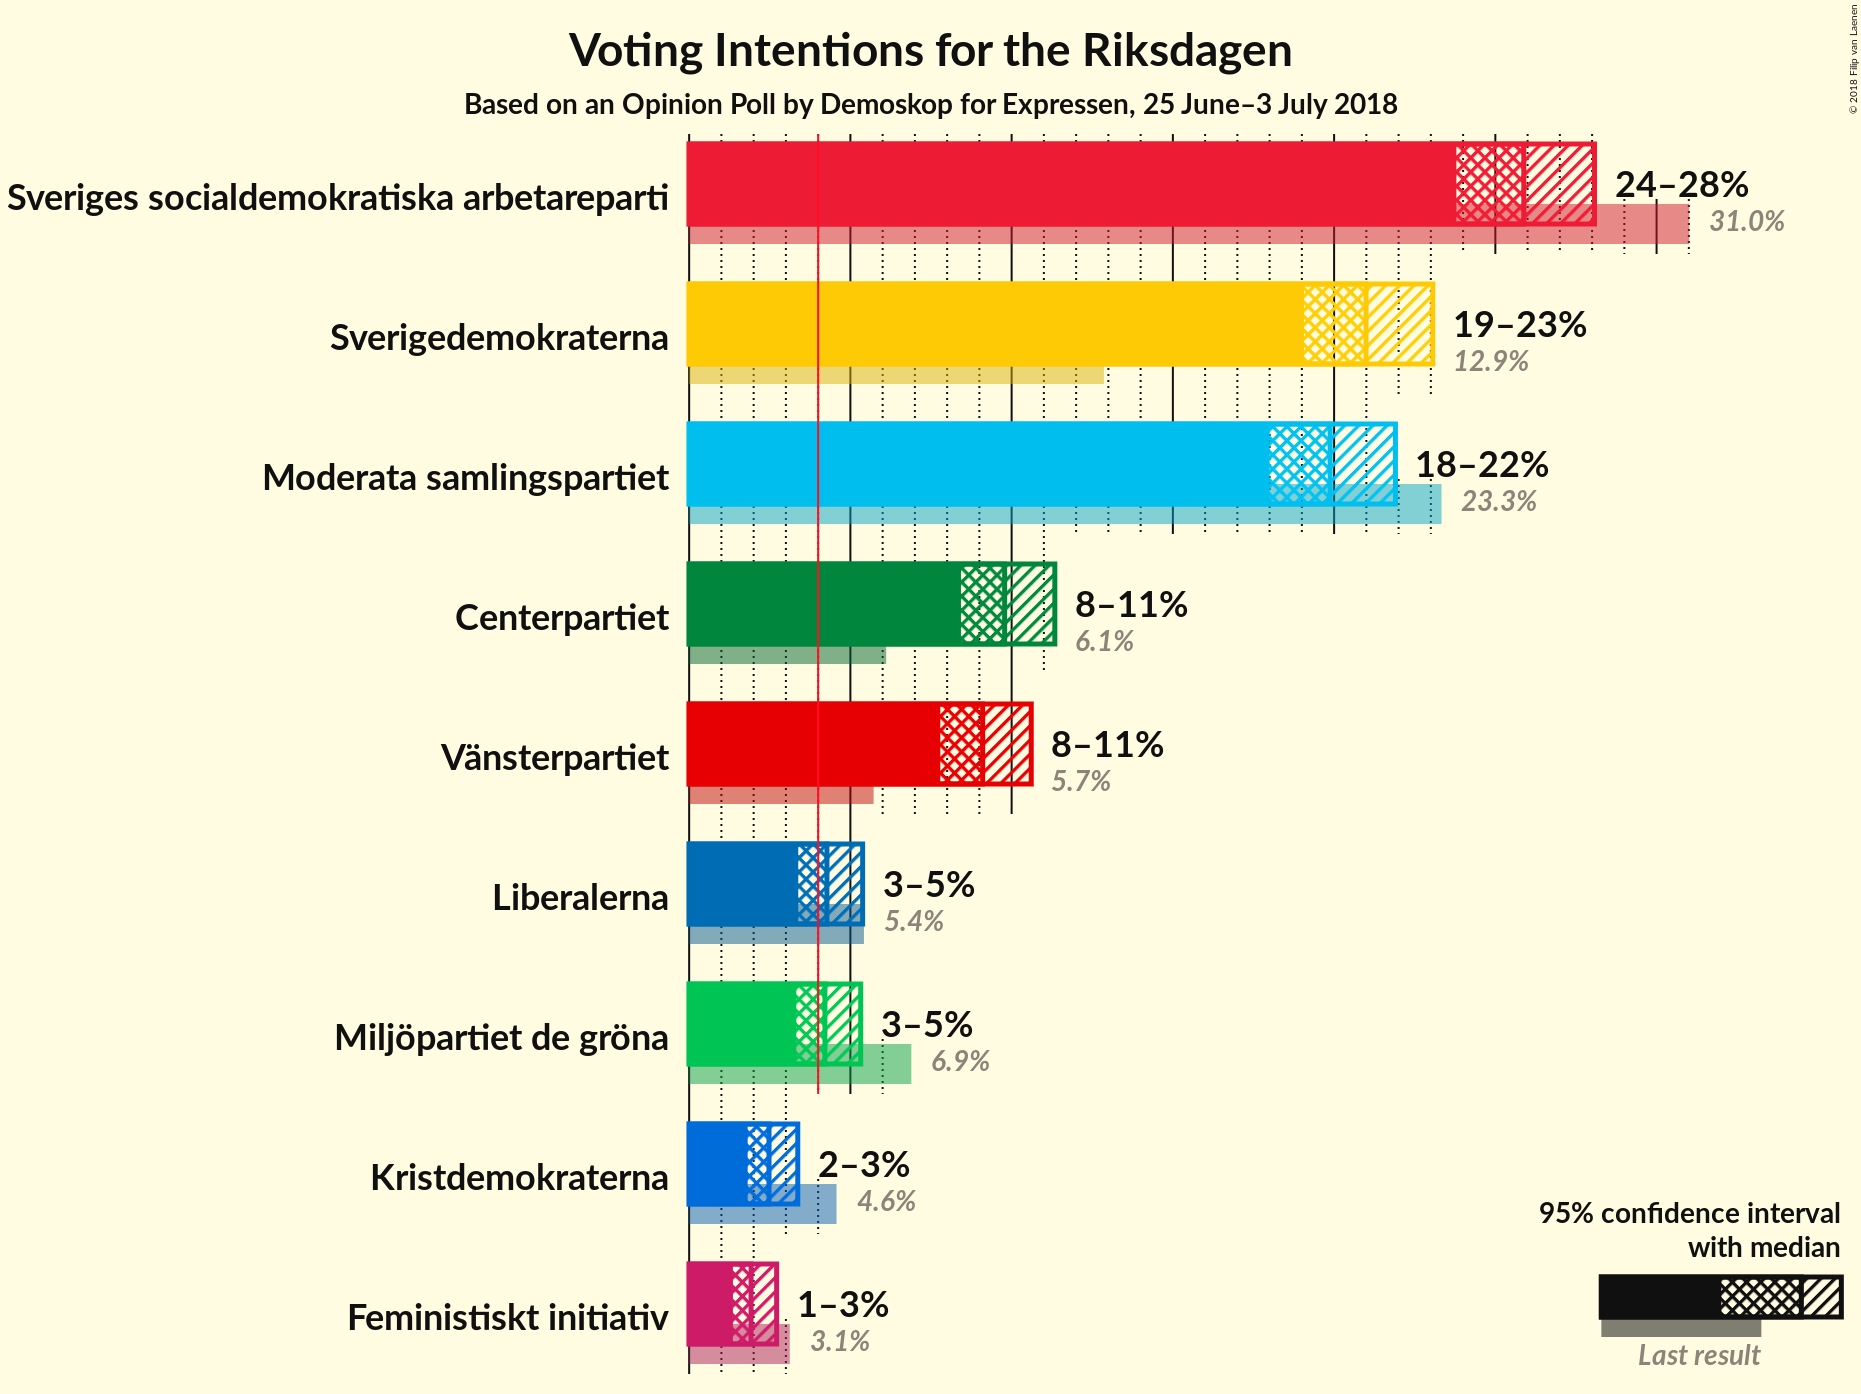 Voting Intentions for the Riksdagen
Based on an Opinion Poll by Demoskop for Expressen, 25 June–3 July 2018
© 2018 Filip van Laenen
Sveriges socialdemokratiska arbetareparti
24–28%
31.0%
Sverigedemokraterna
19–23%
12.9%
Moderata samlingspartiet
18–22%
23.3%
Centerpartiet
8–11%
6.1%
Vänsterpartiet
8–11%
5.7%
Liberalerna
3–5%
5.4%
Miljöpartiet de gröna
3–5%
6.9%
Kristdemokraterna
2–3%
4.6%
Feministiskt initiativ
1–3%
3.1%
95% confidence interval
with median
Last result